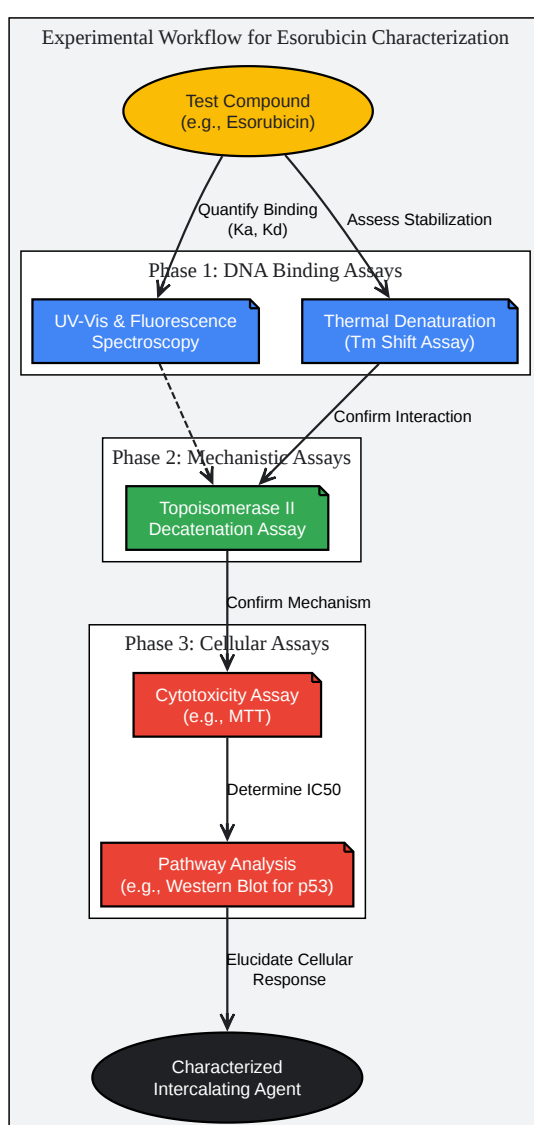 Experimental Workflow for Esorubicin Characterization
Test Compound
(e.g., Esorubicin)
Quantify Binding
(Ka, Kd)
Assess Stabilization
Phase 1: DNA Binding Assays
UV-Vis & Fluorescence
Spectroscopy
Thermal Denaturation
(Tm Shift Assay)
Confirm Interaction
Phase 2: Mechanistic Assays
Topoisomerase II
Decatenation Assay
Confirm Mechanism
Phase 3: Cellular Assays
Cytotoxicity Assay
(e.g., MTT)
Determine IC50
Pathway Analysis
(e.g., Western Blot for p53)
Elucidate Cellular
Response
Characterized
Intercalating Agent